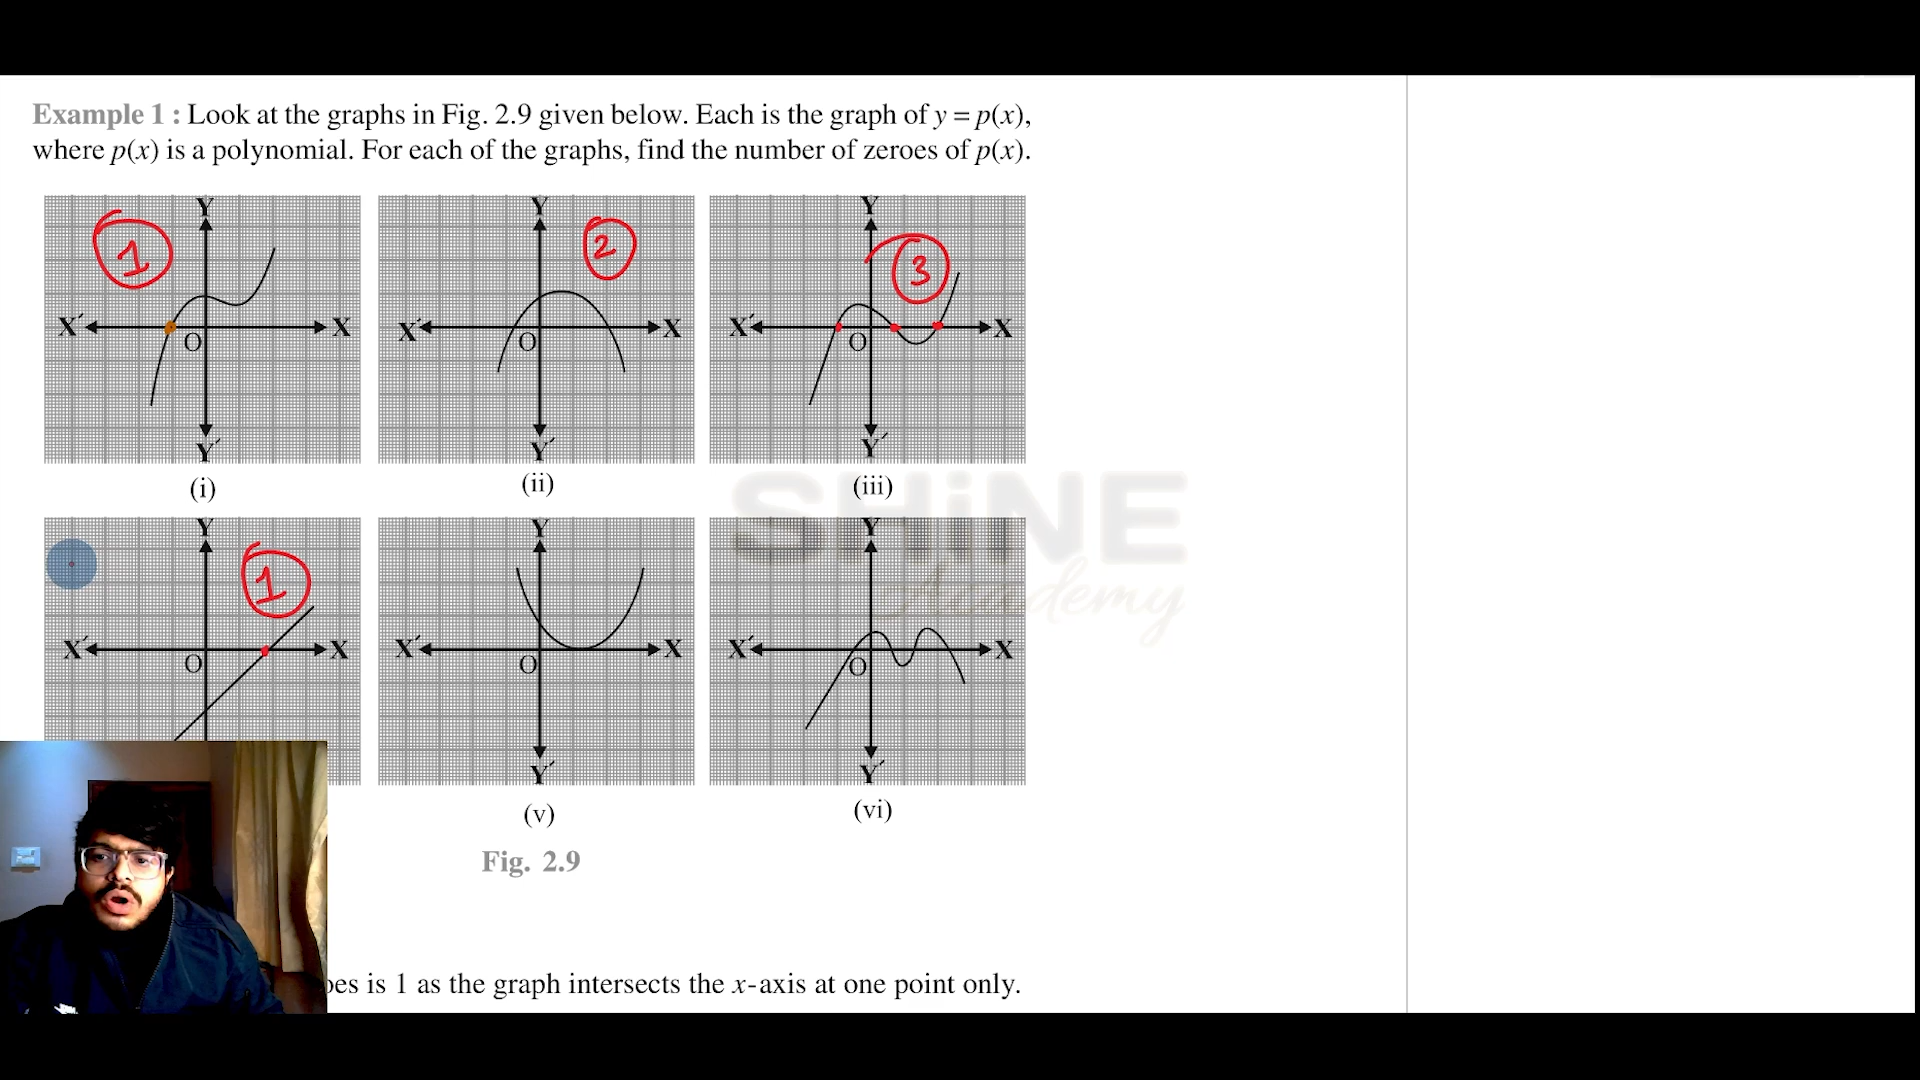 Example 1 : Look at the graphs in Fig. 2.9 given below. Each is the graph of y = p(x),
where p(x) is a polynomial. For each of the graphs, find the number of zeroes of p(x).
Y
1
X′
O
X
Y′
(i)
Y
2
X′
O
X
Y′
(ii)
Y
3
X′
O
X
Y′
(iii)
SHiNE
Academy
Y
1
X′
O
X
Y
X′
O
X
Y′
(v)
Y
X′
O
X
Y′
(vi)
Fig. 2.9
is 1 as the graph intersects the x-axis at one point only.